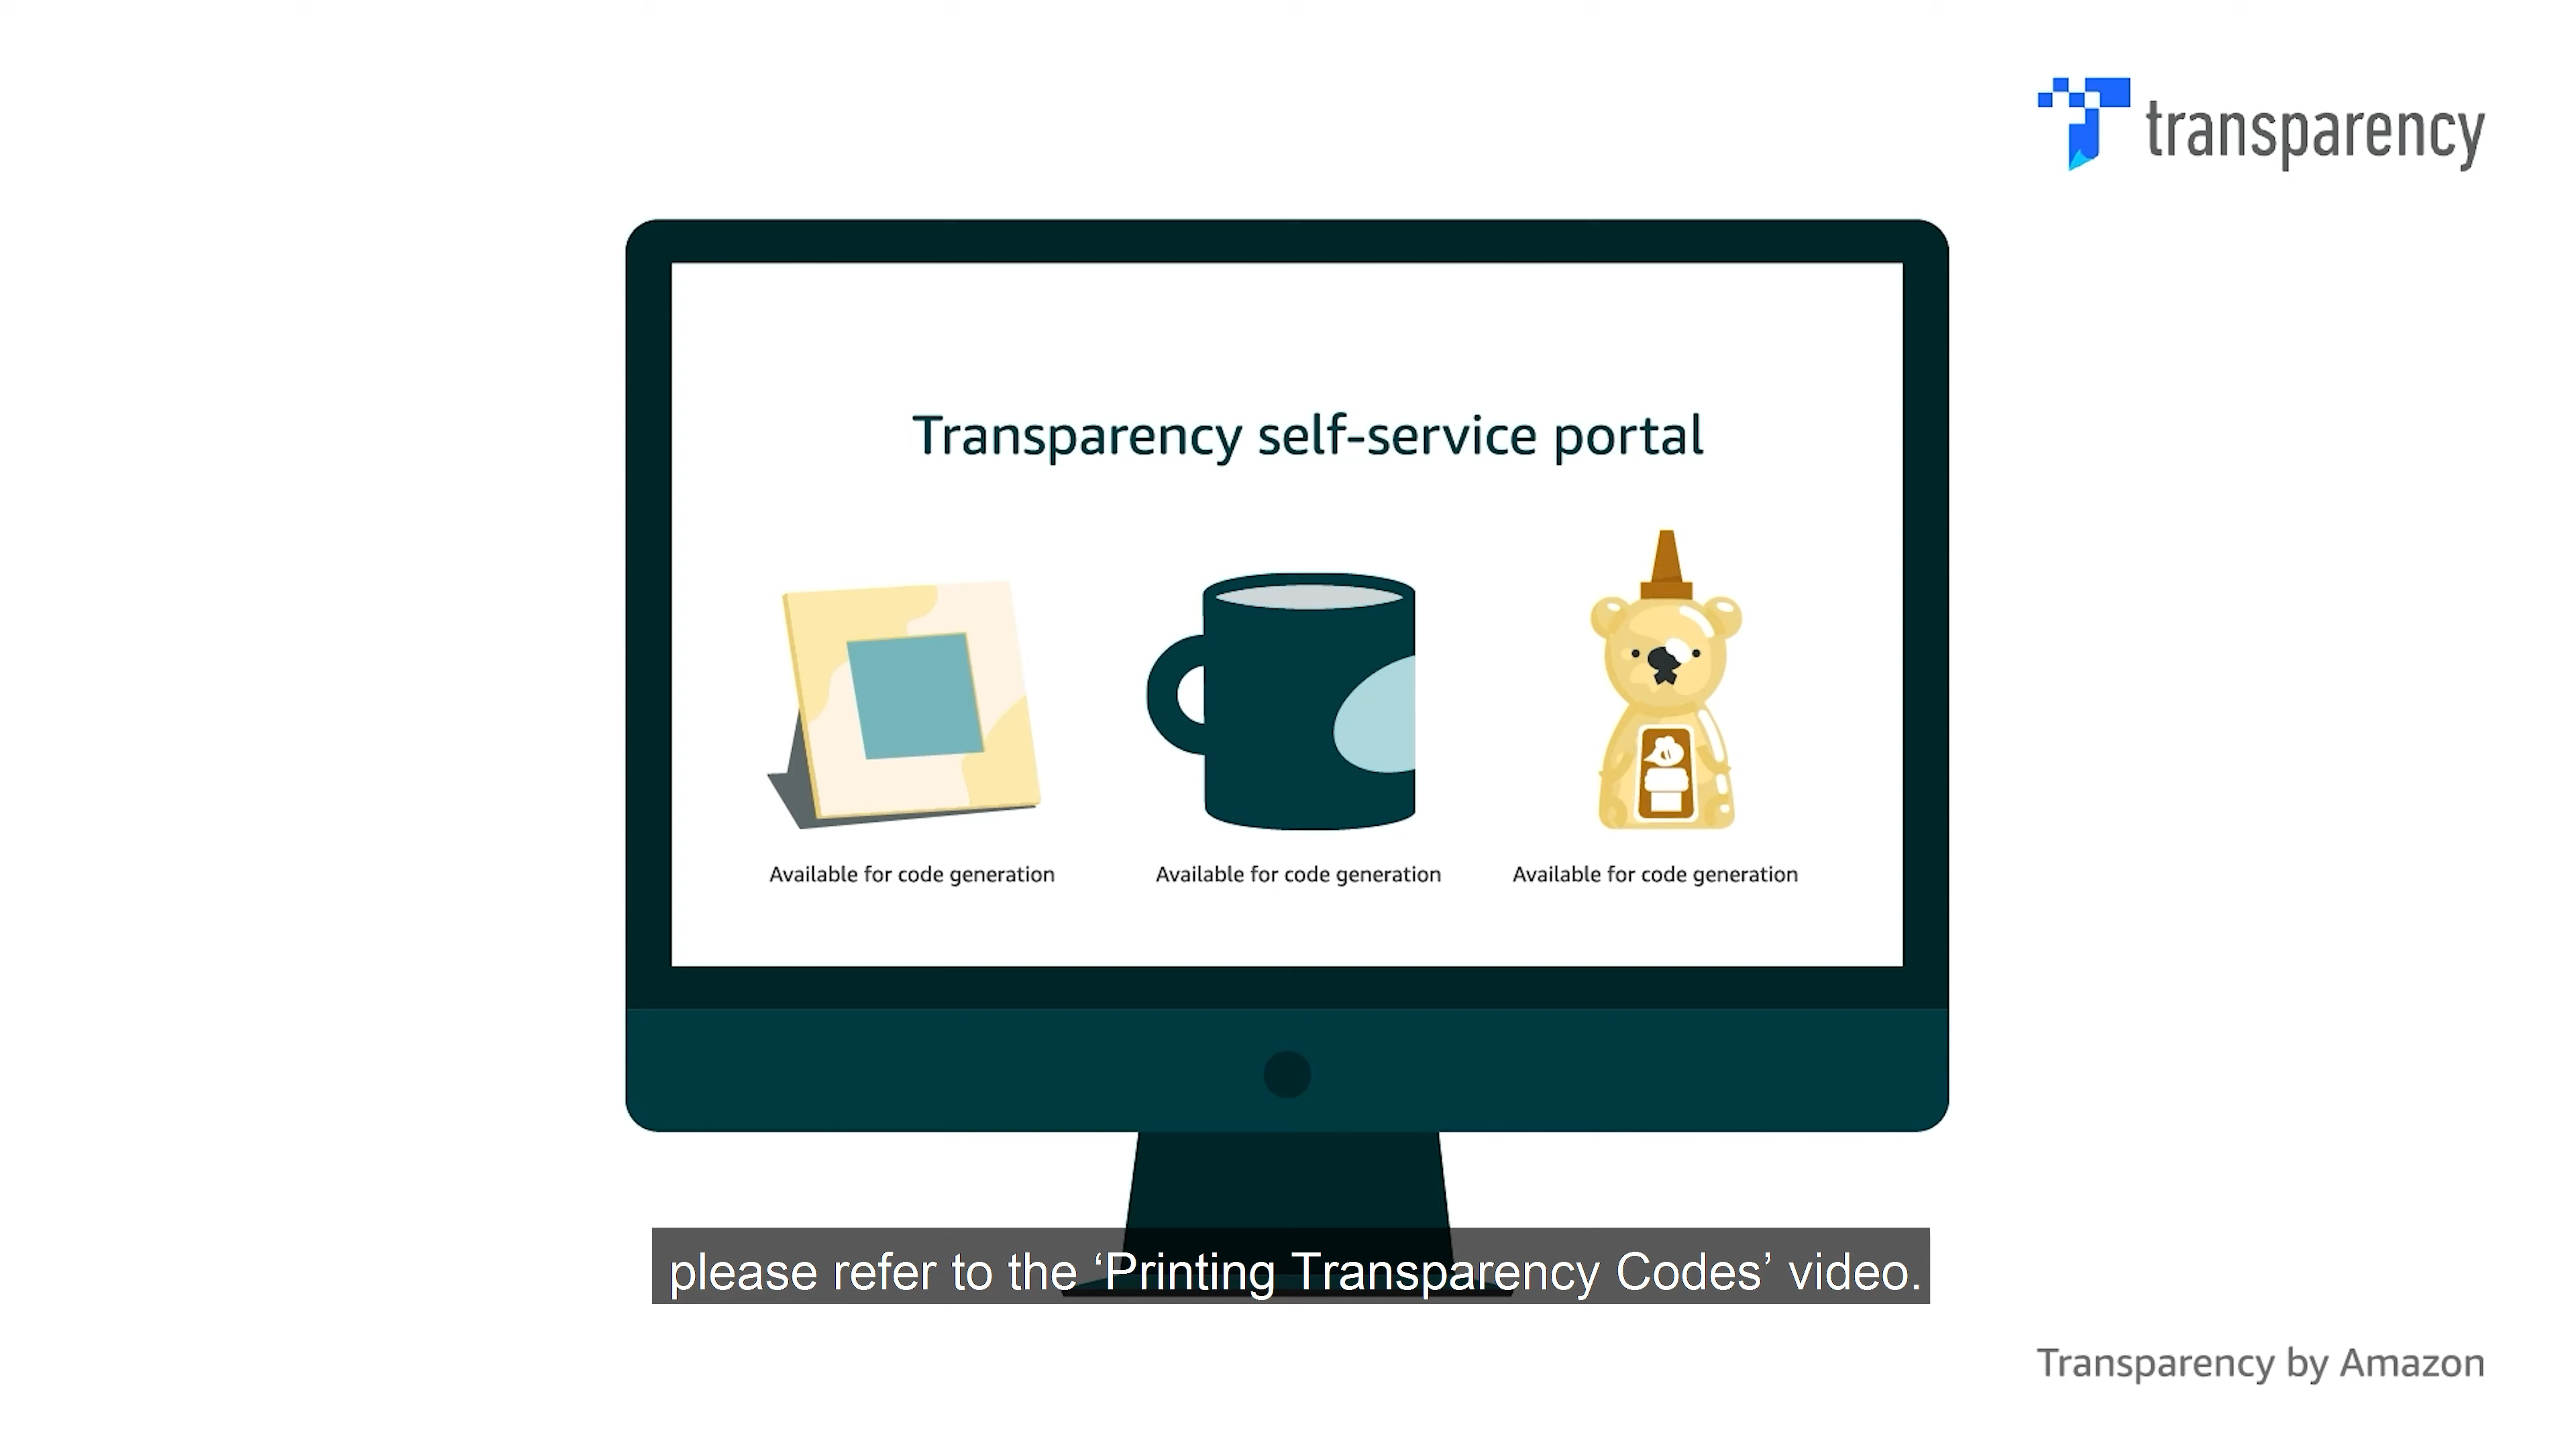 transparency
Transparency self-service portal
Available for code generation
Available for code generation
Available for code generation
please refer to the ‘Printing Transparency Codes’ video.
Transparency by Amazon